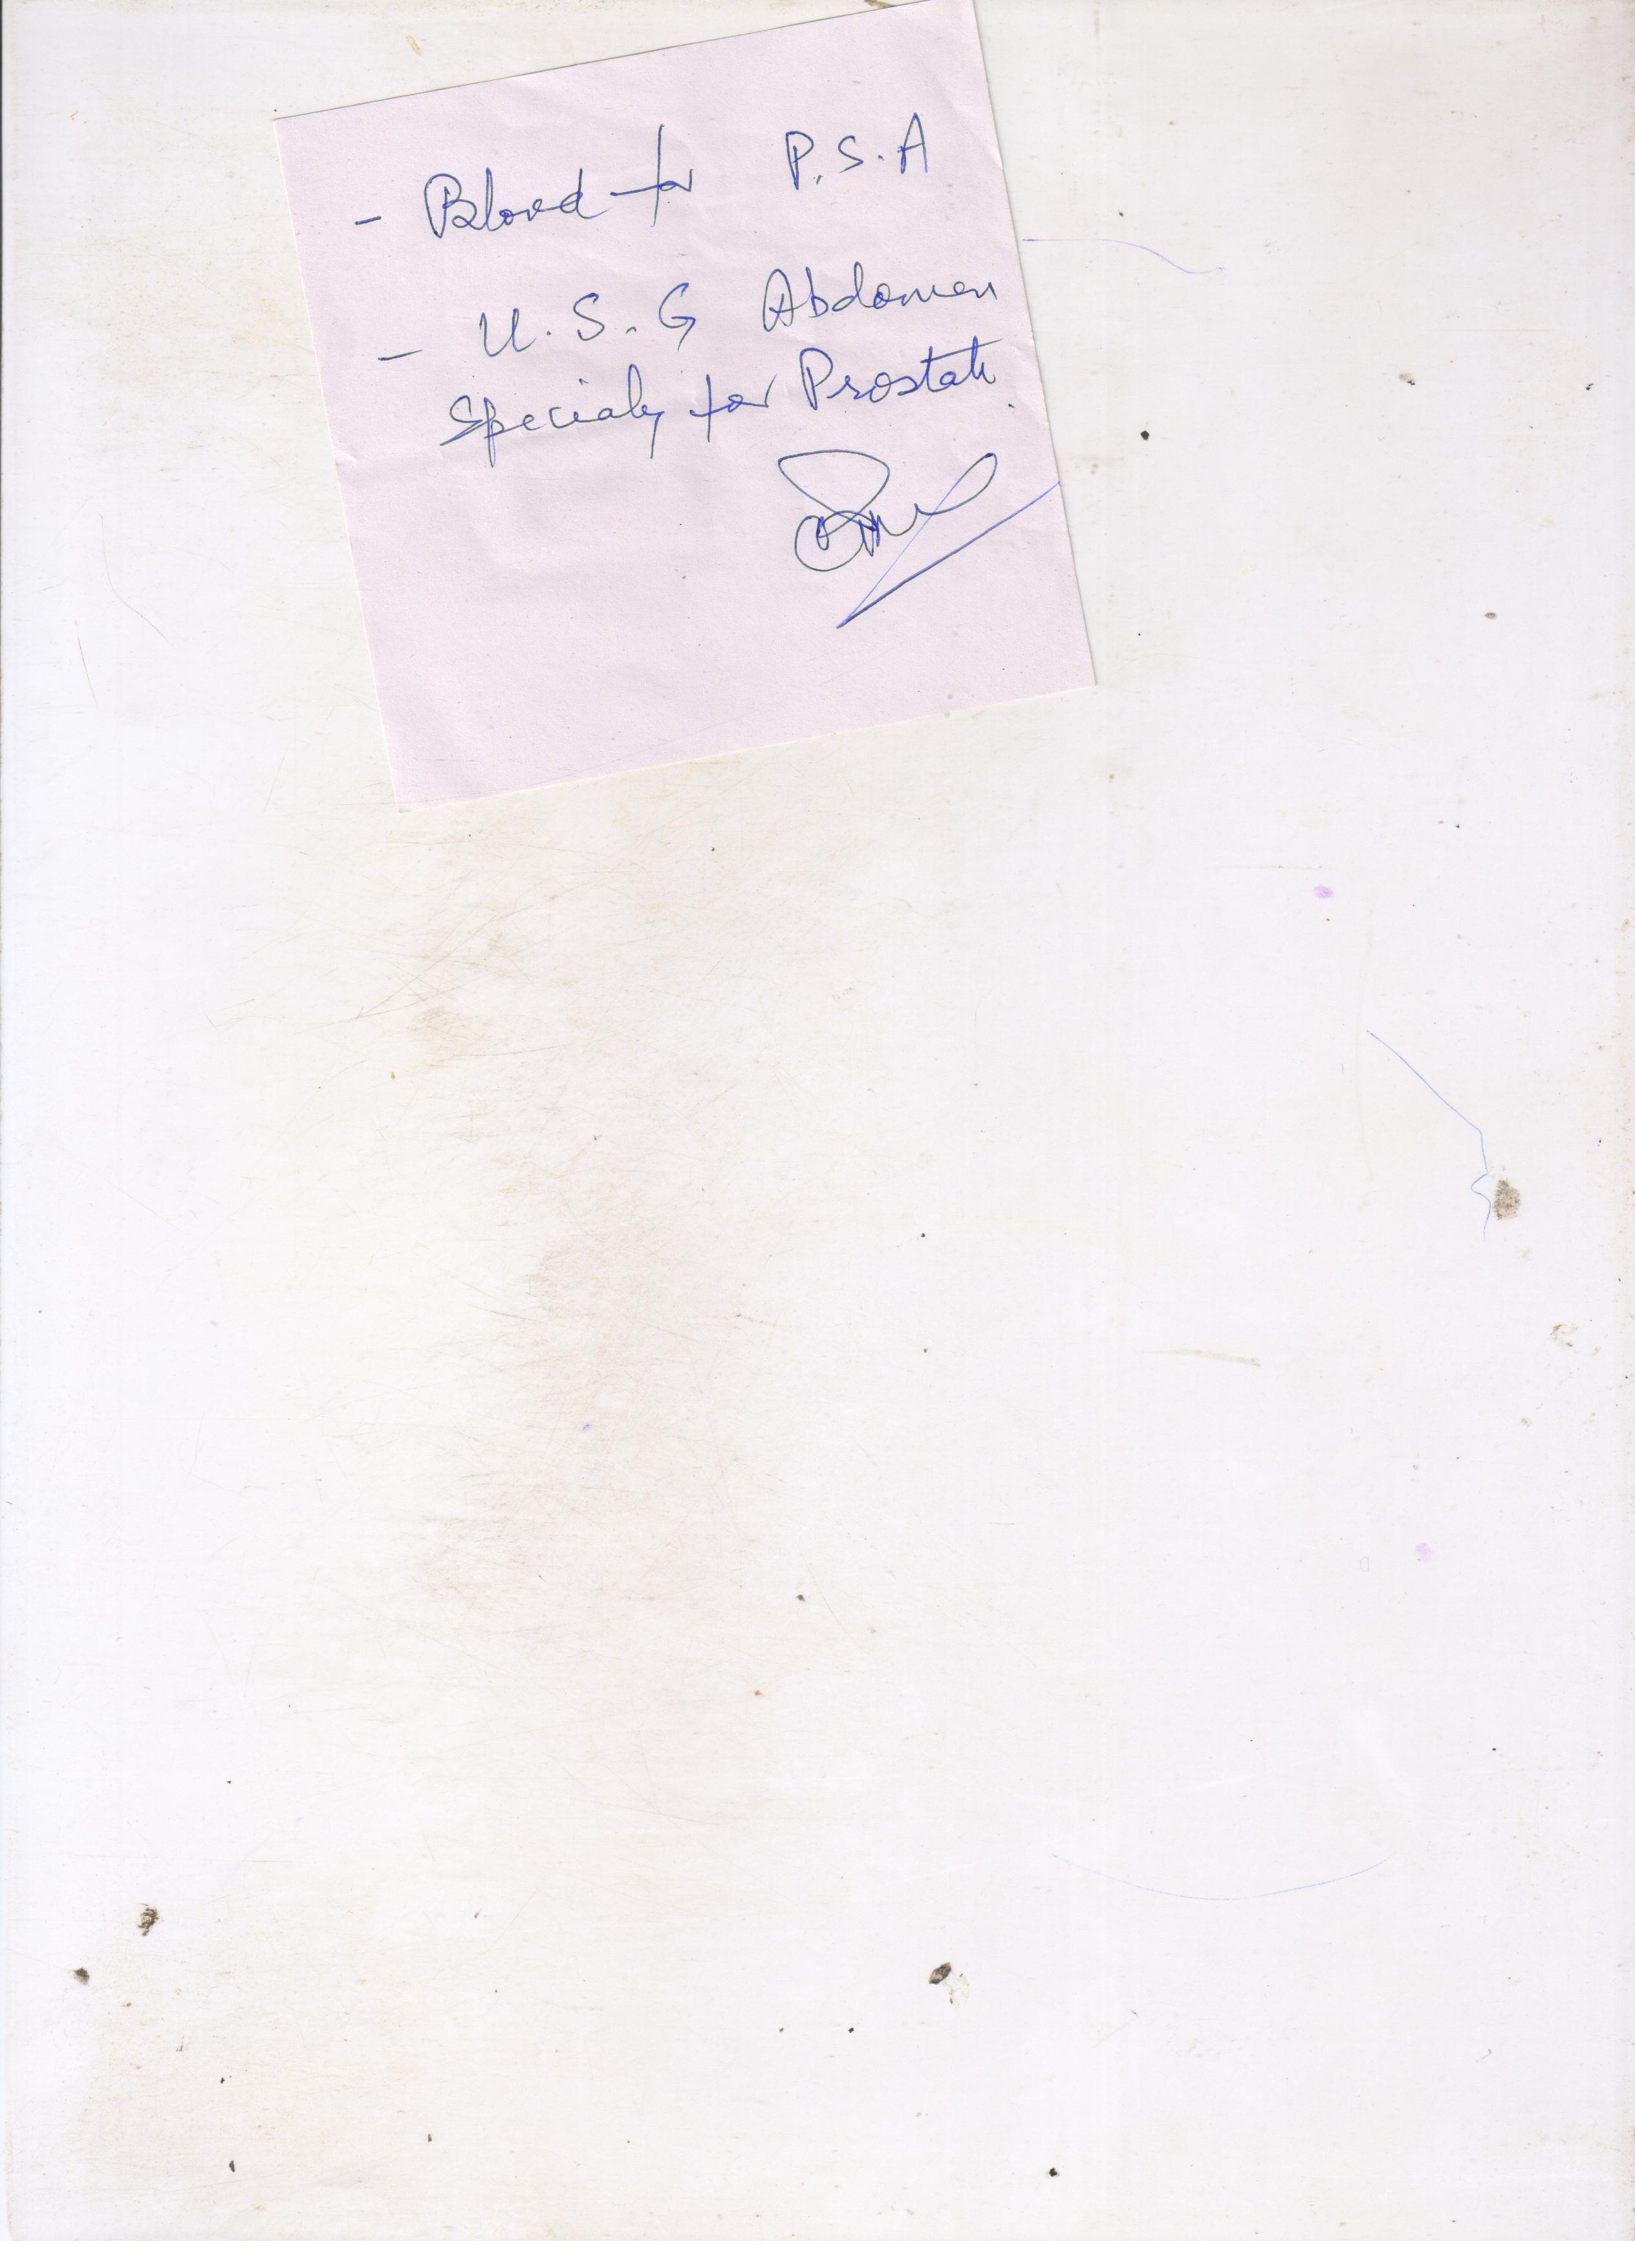 - Blood for P.S.A
- U.S.G Abdomen
Specialy for Prostate.